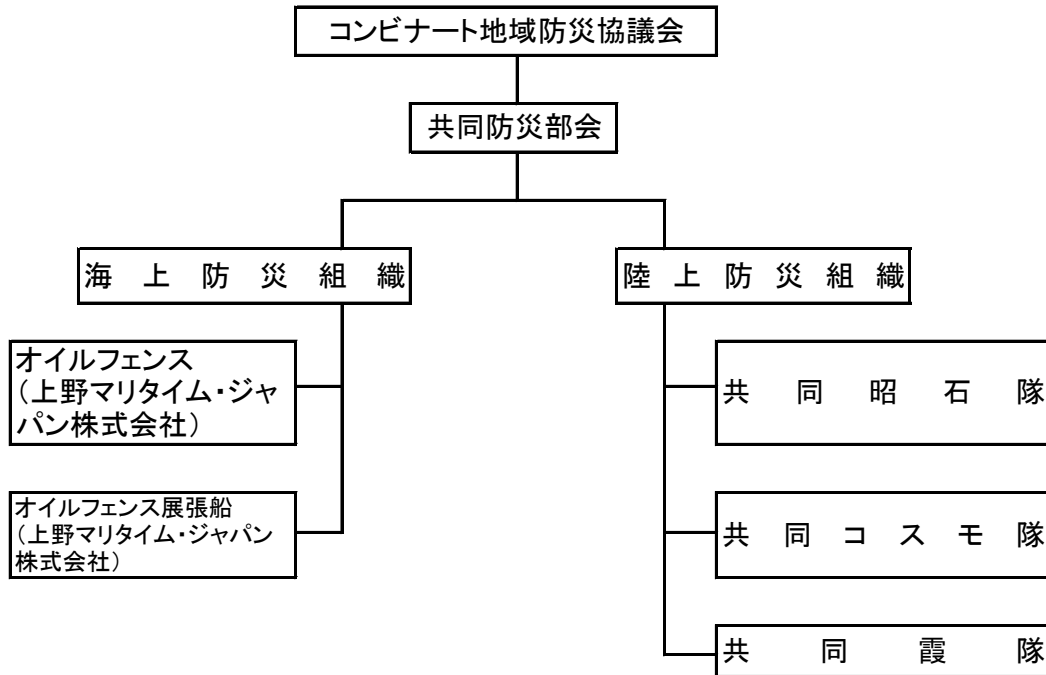 コンビナート地域防災協議会
共同防災部会
海上防災組織
陸上防災組織
オイルフェンス
（上野マリタイム・ジャ
パン株式会社）
共同昭石隊
オイルフェンス展張船
（上野マリタイム・ジャパン
株式会社）
共同コスモ隊
共同霞隊